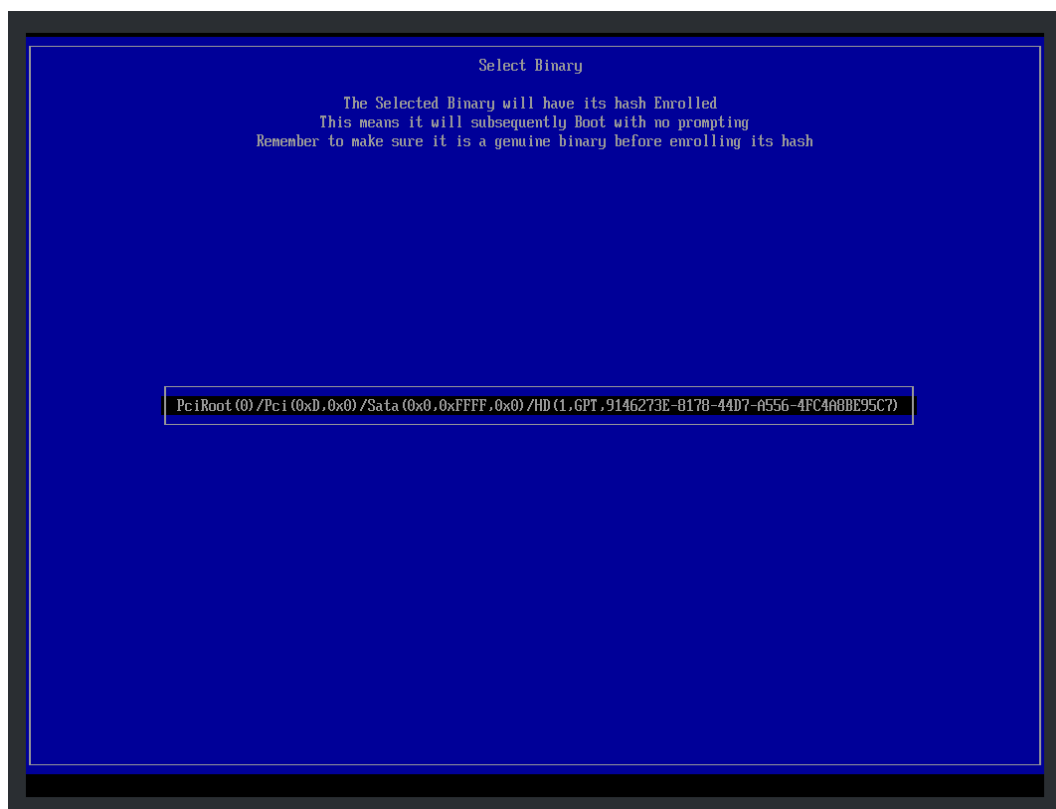 Select Binary
The Selected Binary will have its hash Enrolled
This means it will subsequently Boot with no prompting
Remember to make sure it is a genuine binary before enrolling its hash
PciRoot(0)/Pci(0xD,0x0)/Sata(0x0,0xFFFF,0x0)/HD(1,GPT,9146273E-8178-44D7-A556-4FC4A8BE95C7)